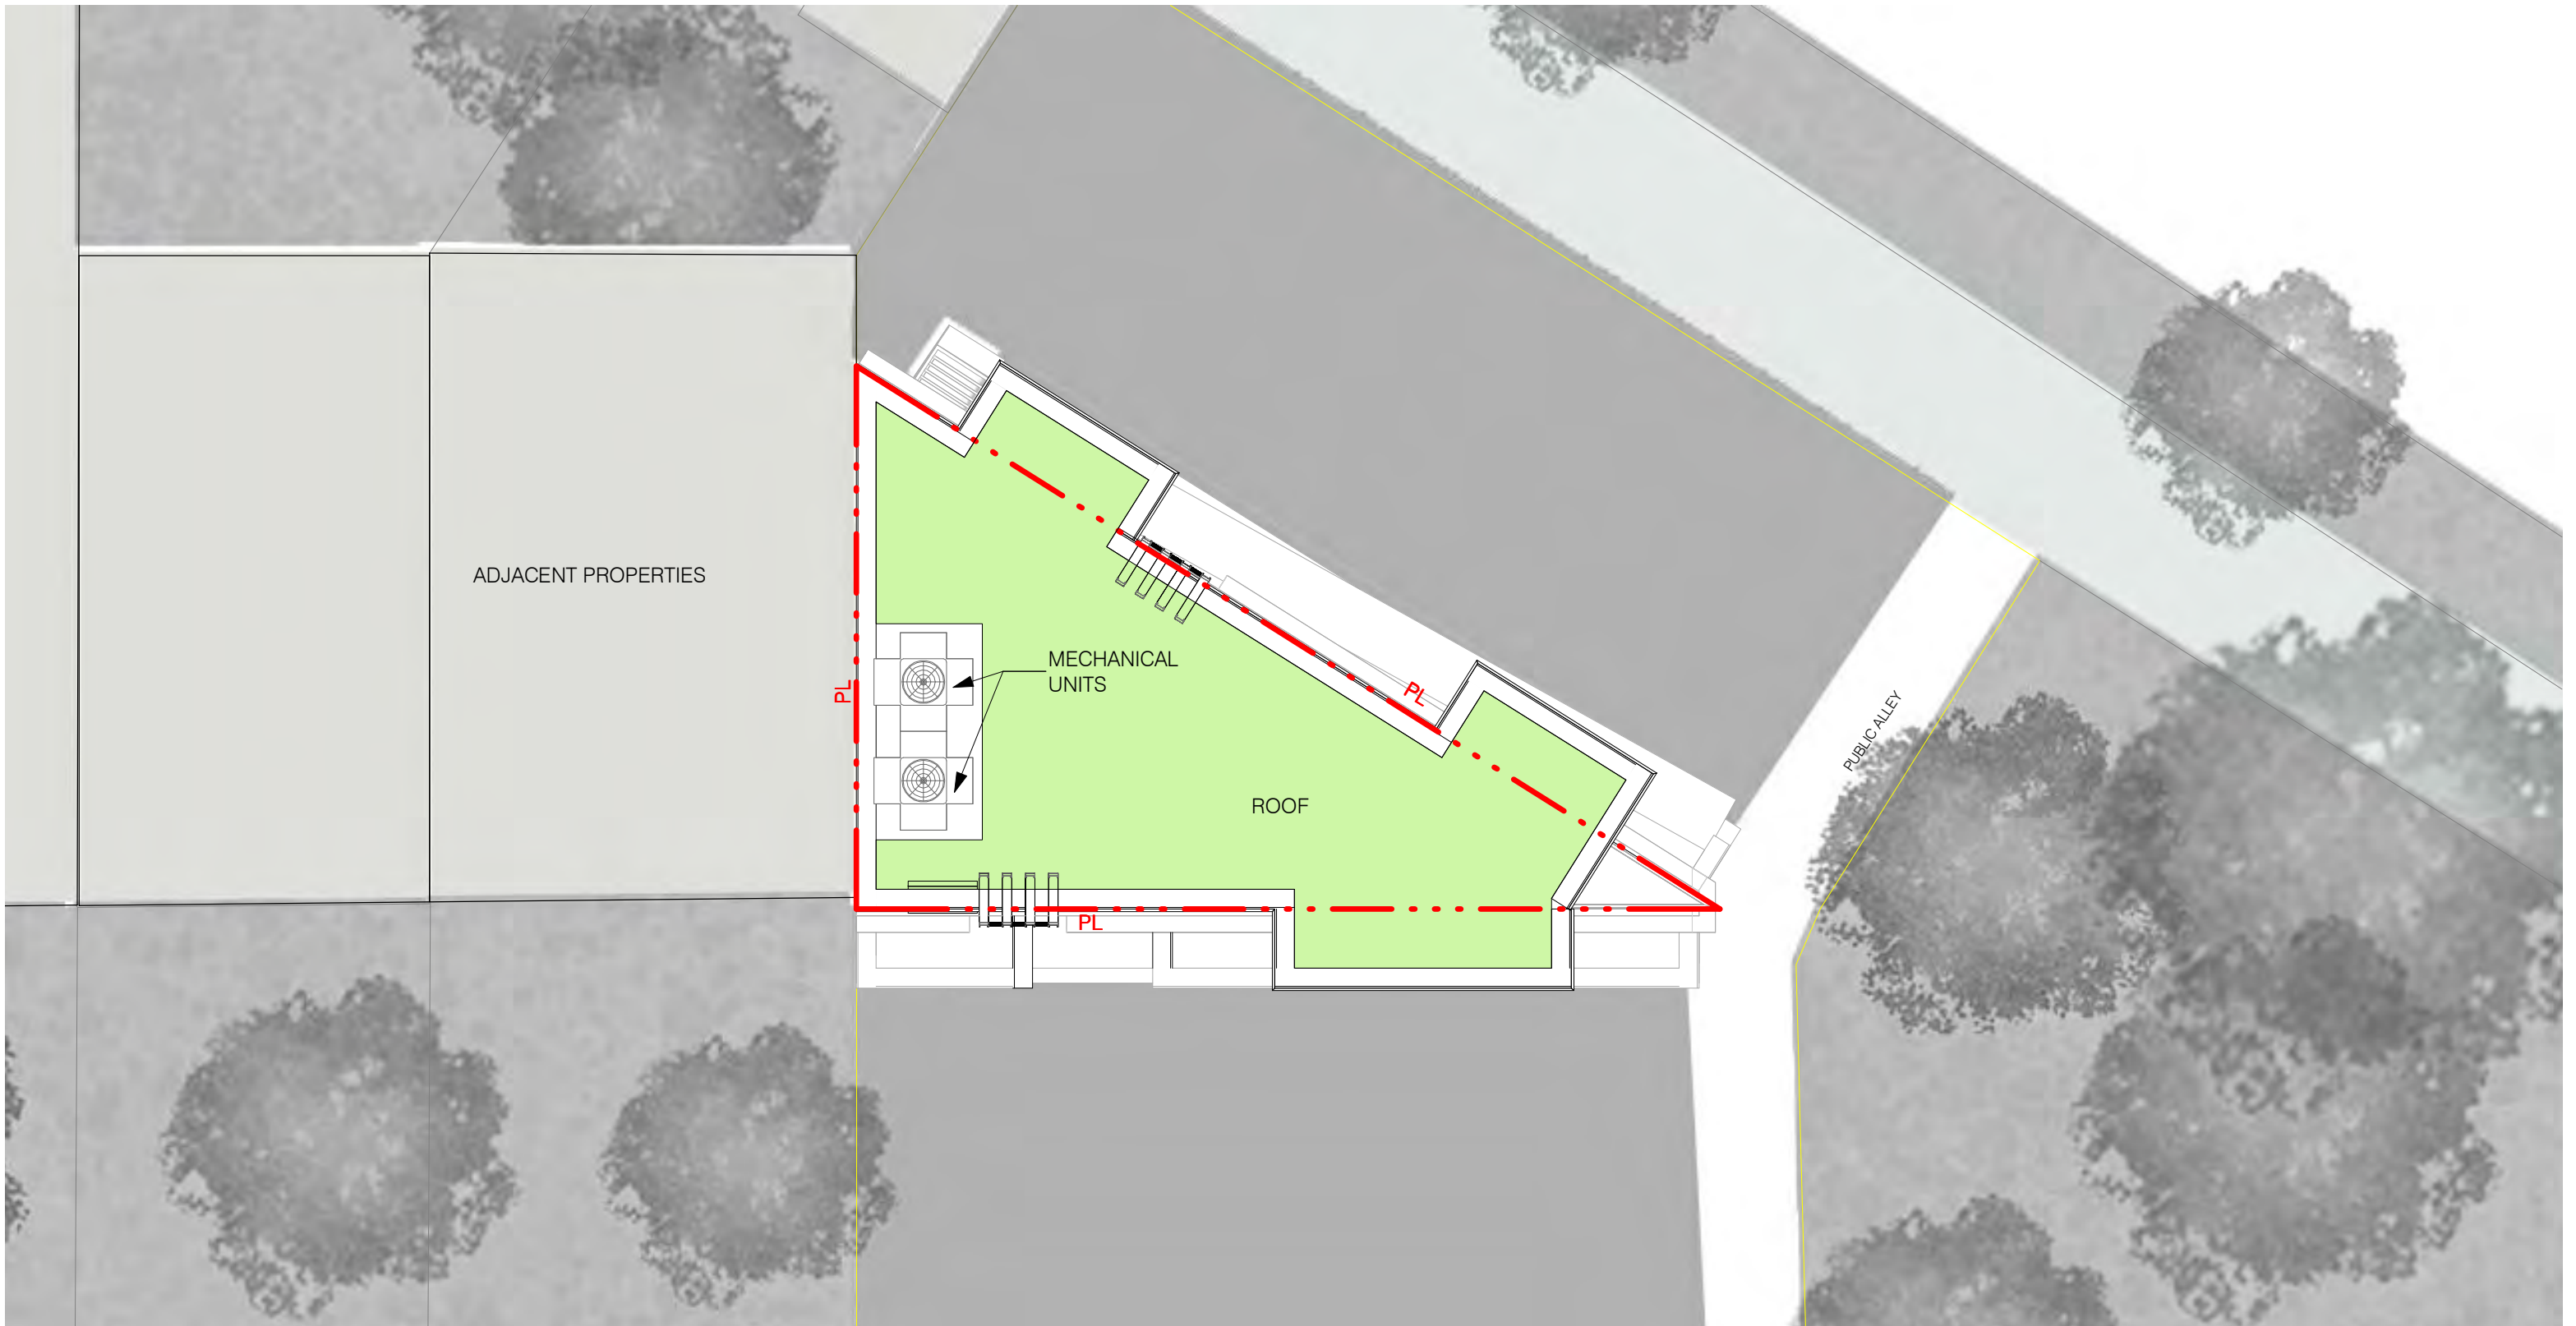 ADJACENT PROPERTIES
MECHANICAL
UNITS
PL
PL
PUBLIC ALLEY
ROOF
PL